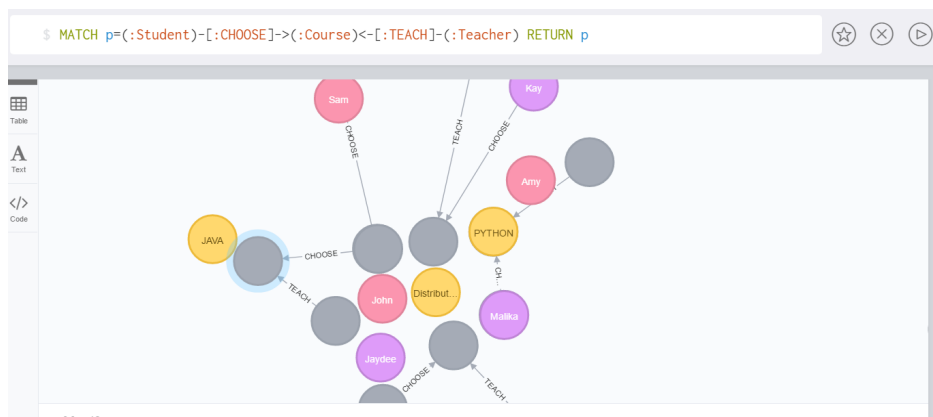 $ MATCH p=(:Student)-[:CHOOSE]->(:Course)<-[:TEACH]-(:Teacher) RETURN p
Table
A
Text
</>
Code
Sam
Kay
CHOOSE
TEACH
CHOOSE
Amy
JAVA
PYTHON
CHOOSE
CH...
TEACH
John
Distribut...
Malika
Jaydee
CHOOSE
TEACH